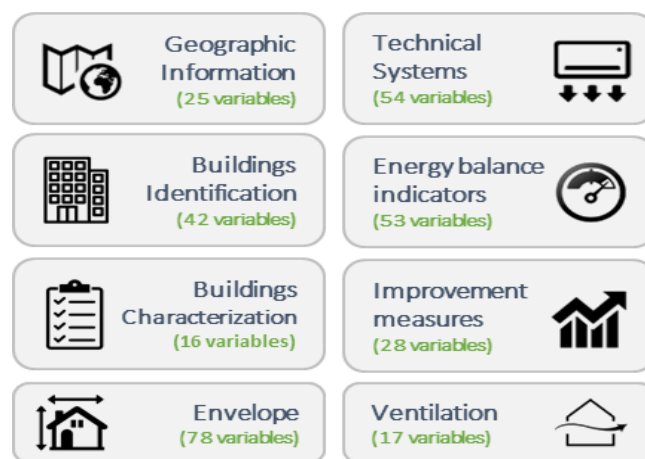 Geographic
Information
(25 variables)
Technical
Systems
(54 variables)
Buildings
Identification
(42 variables)
Energy balance
indicators
(53 variables)
Buildings
Characterization
(16 variables)
Improvement
measures
(28 variables)
Envelope
(78 variables)
Ventilation
(17 variables)